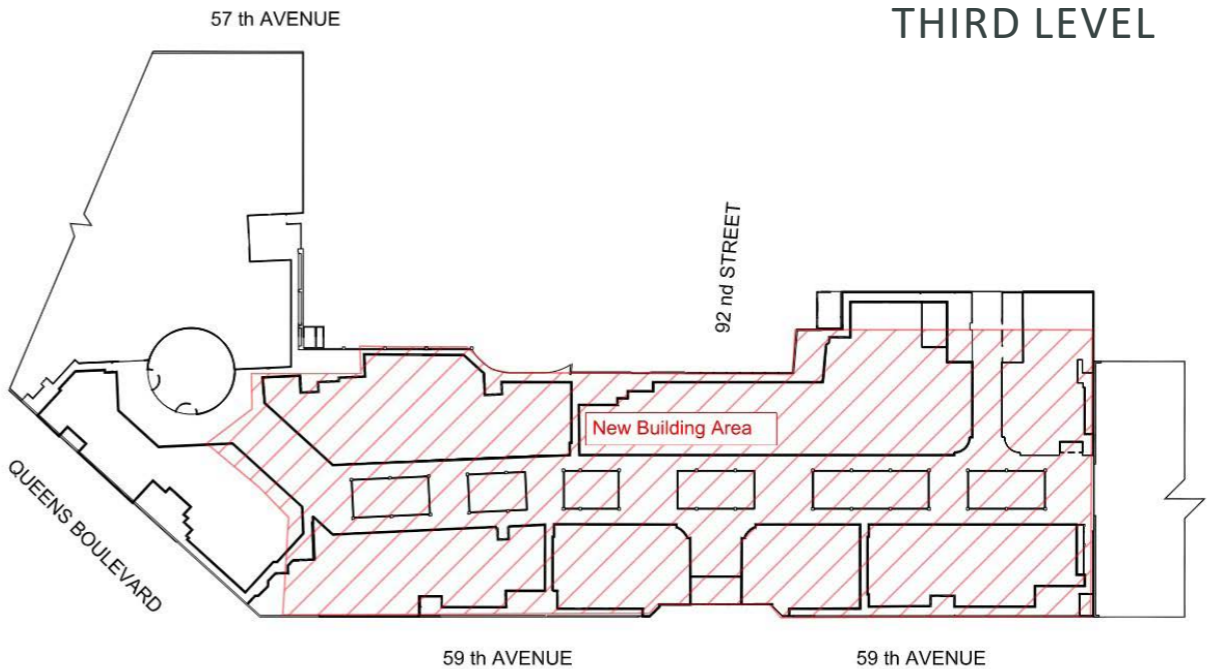 57 th AVENUE
THIRD LEVEL
92 nd STREET
New Building Area
QUEENS BOULEVARD
59 th AVENUE
59 th AVENUE